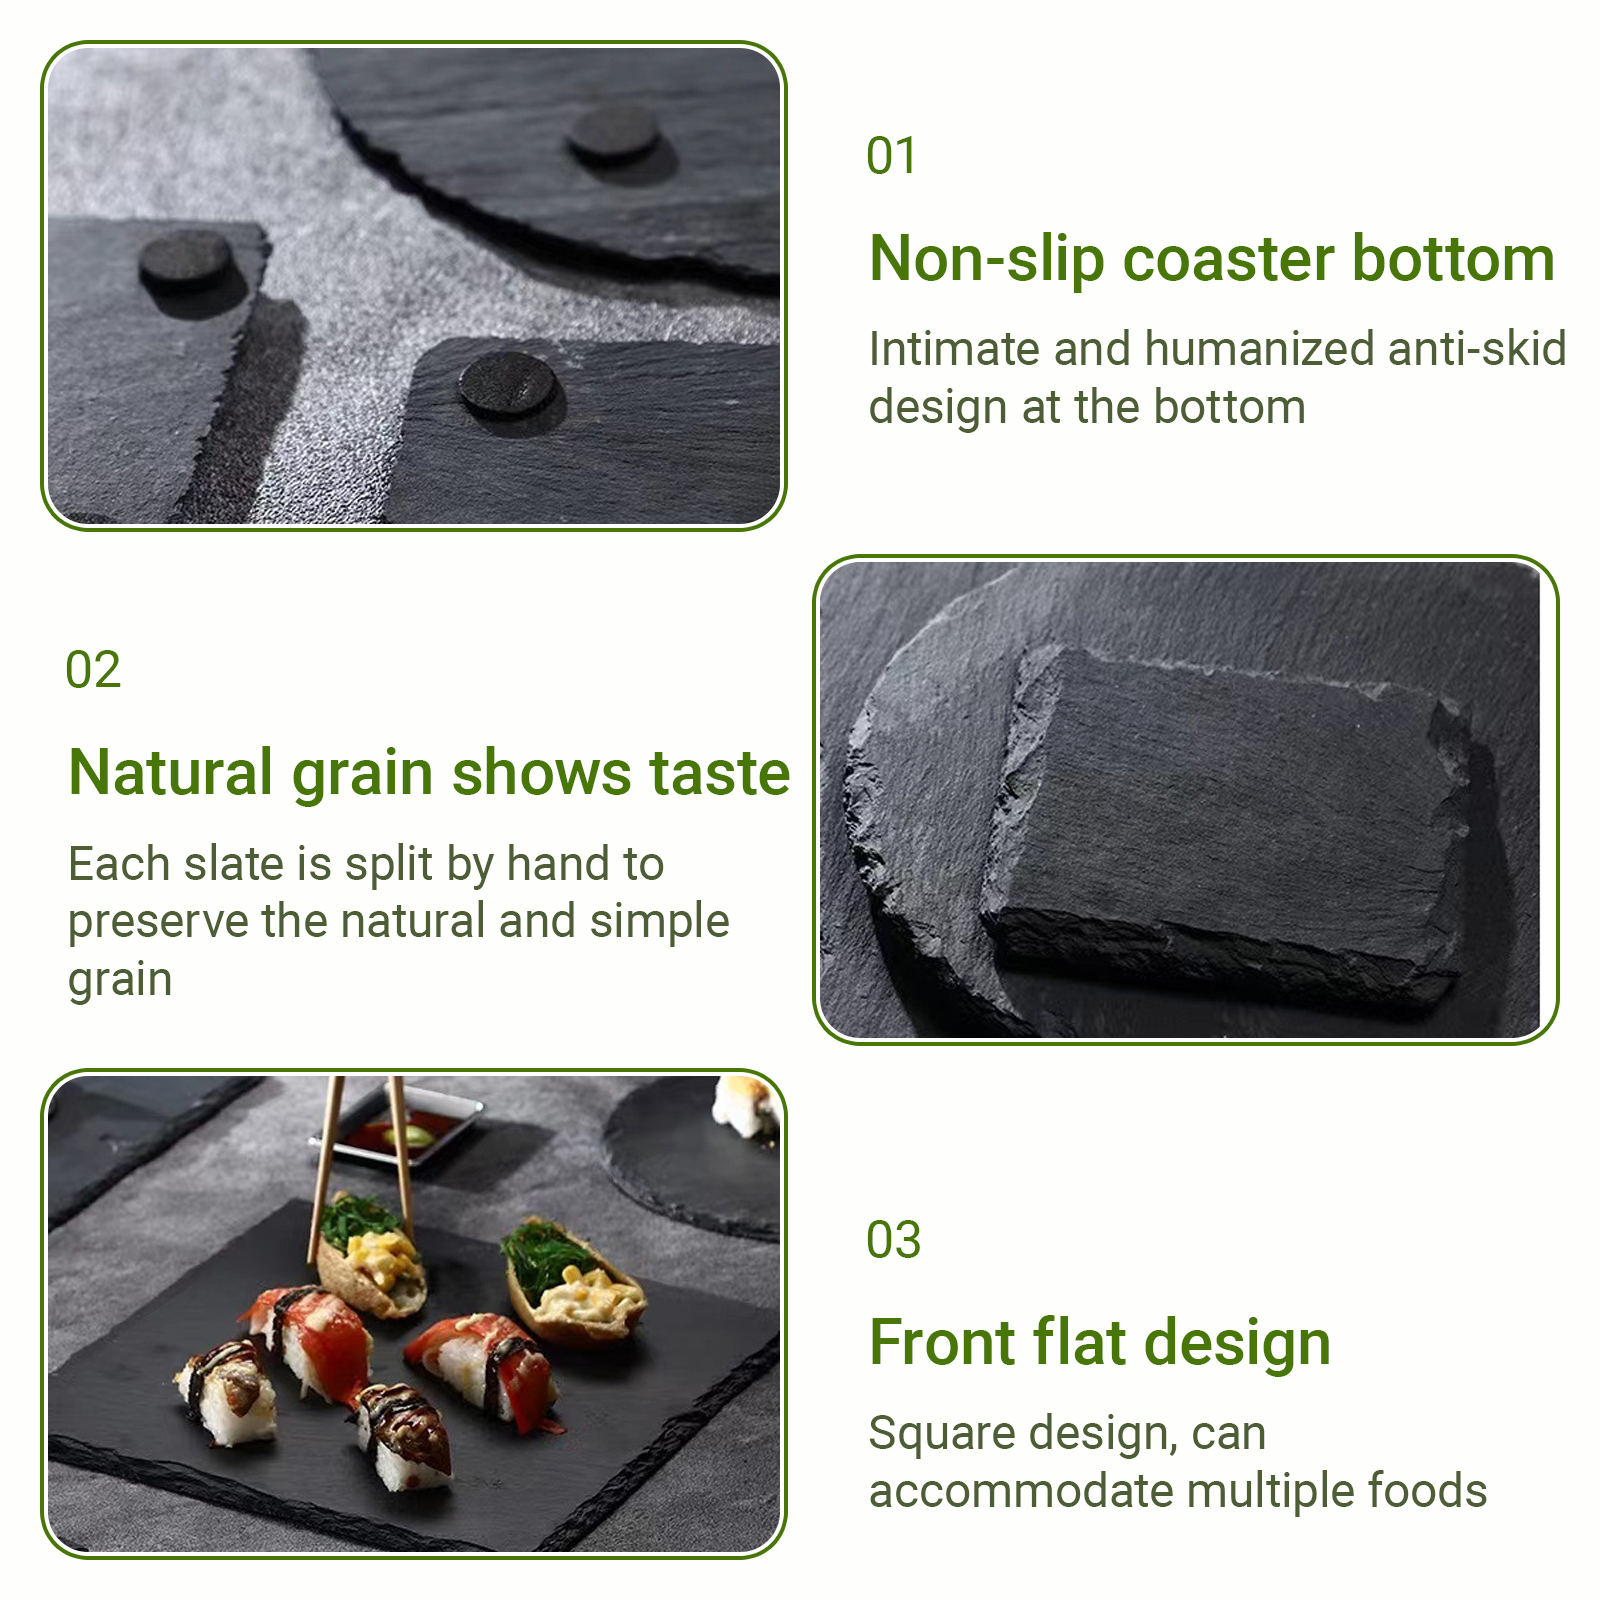 01
Non-slip coaster bottom
Intimate and humanized anti-skid
design at the bottom
02
Natural grain shows taste
Each slate is split by hand to
preserve the natural and simple
grain
03
Front flat design
Square design, can
accommodate multiple foods